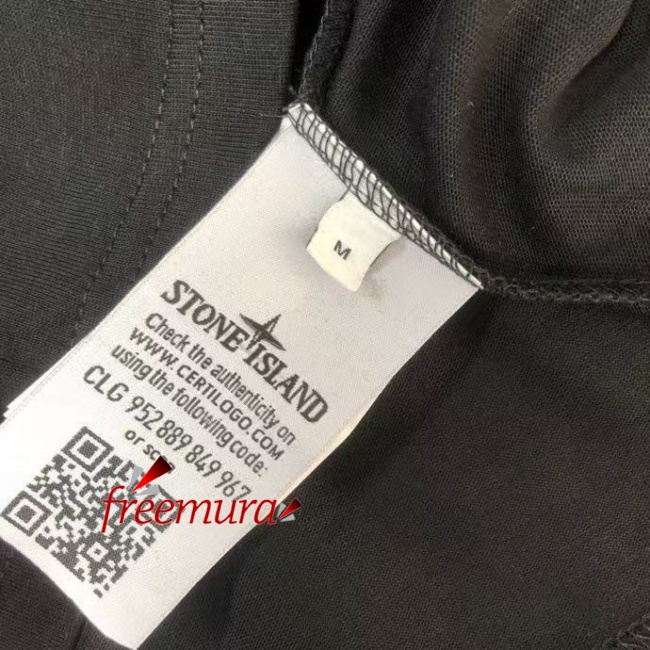 M
STONE ISLAND
Check the authenticity on
WWW.CERTILOGO.COM
using the following code:
CLG 952 889 849 967
or
freemura